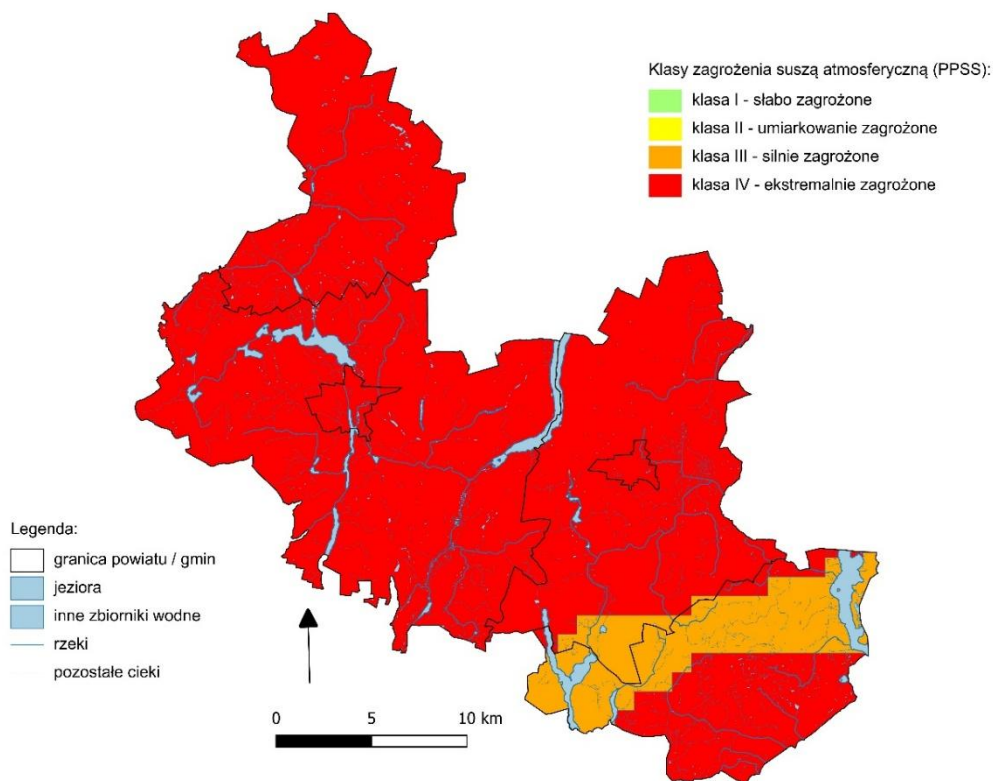 Klasy zagrożenia suszą atmosferyczną (PPSS):
klasa I - słabo zagrożone
klasa II - umiarkowanie zagrożone
klasa III - silnie zagrożone
klasa IV - ekstremalnie zagrożone
Legenda:
granica powiatu / gmin
jeziora
inne zbiorniki wodne
rzeki
pozostałe cieki
0 5 10 km